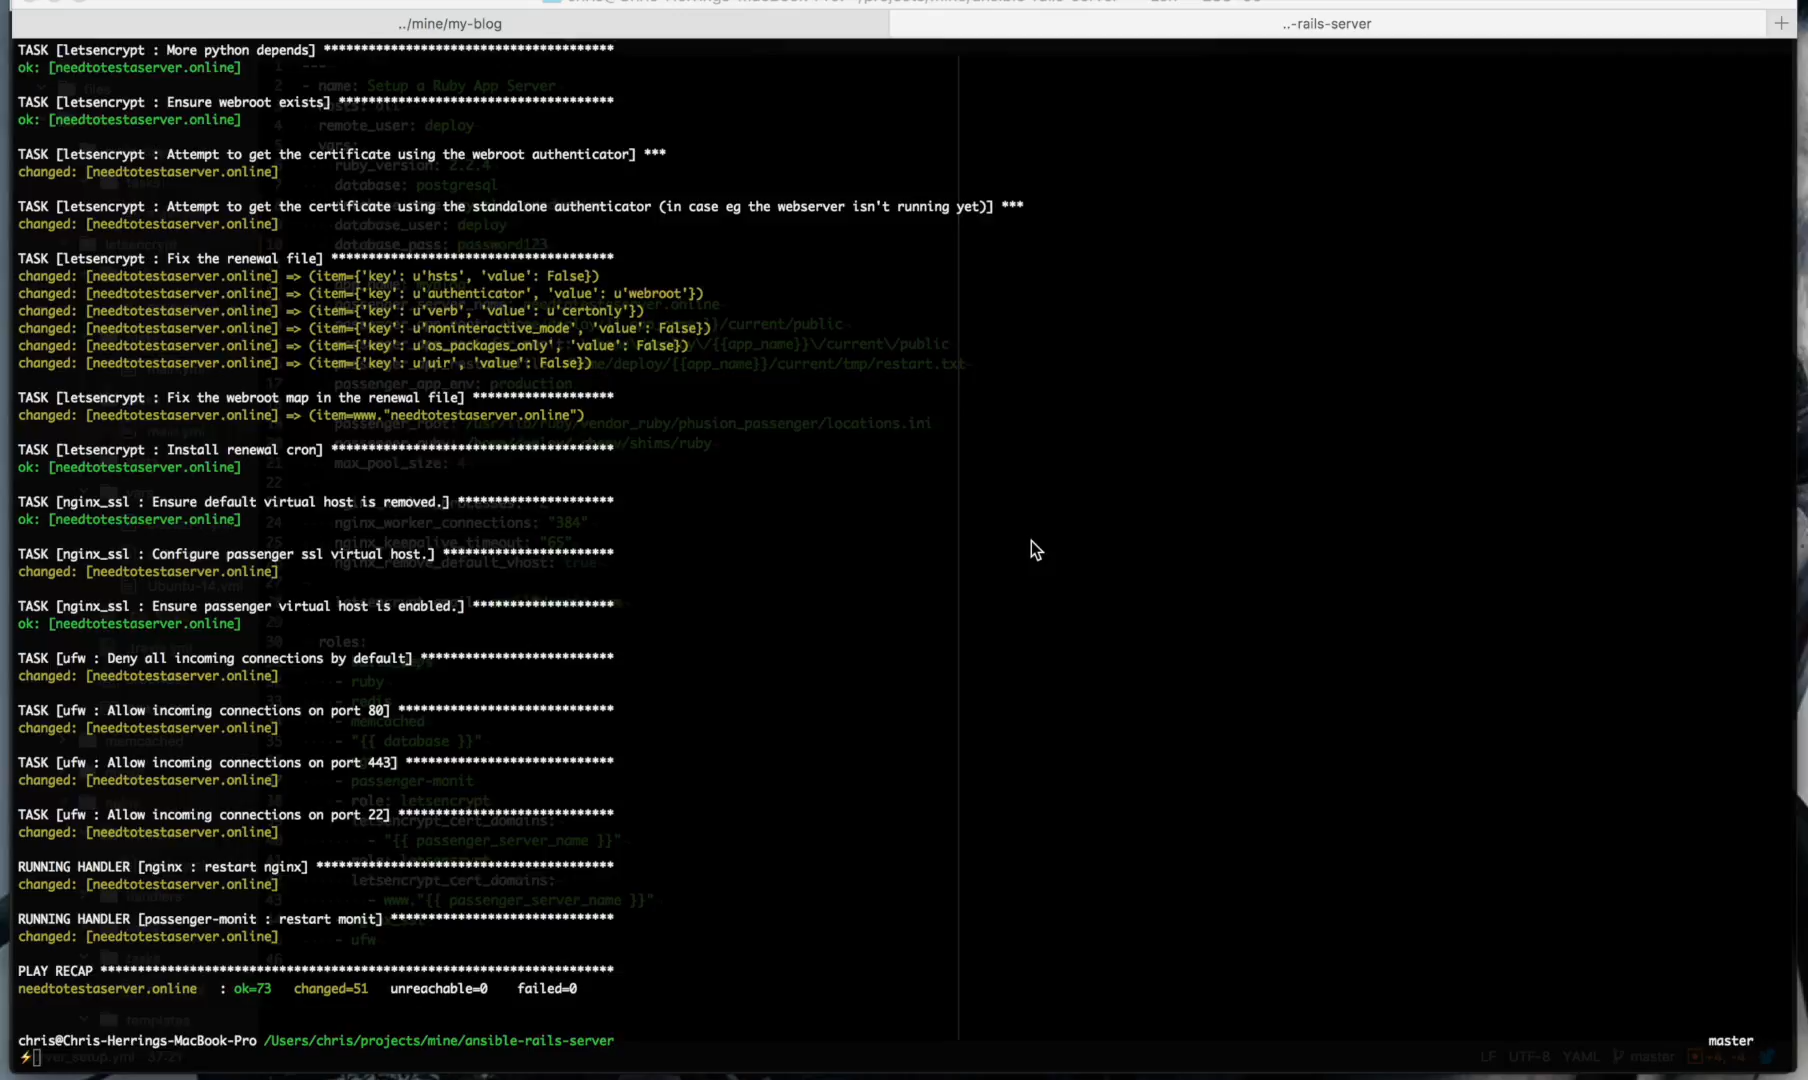 ../mine/my-blog
..-rails-server
TASK [letsencrypt : More python depends] ***************************************
ok: [needtotestaserver.online]
TASK [letsencrypt : Ensure webroot exists] *************************************
ok: [needtotestaserver.online]
TASK [letsencrypt : Attempt to get the certificate using the webroot authenticator] ***
changed: [needtotestaserver.online]
TASK [letsencrypt : Attempt to get the certificate using the standalone authenticator (in case eg the webserver isn't running yet)] ***
changed: [needtotestaserver.online]
TASK [letsencrypt : Fix the renewal file] **************************************
changed: [needtotestaserver.online] => (item={'key': u'hsts', 'value': False})
changed: [needtotestaserver.online] => (item={'key': u'authenticator', 'value': u'webroot'})
changed: [needtotestaserver.online] => (item={'key': u'verb', 'value': u'certonly'})
changed: [needtotestaserver.online] => (item={'key': u'noninteractive_mode', 'value': False})
changed: [needtotestaserver.online] => (item={'key': u'os_packages_only', 'value': False})
changed: [needtotestaserver.online] => (item={'key': u'uir', 'value': False})
TASK [letsencrypt : Fix the webroot map in the renewal file] *******************
changed: [needtotestaserver.online] => (item=www."needtotestaserver.online")
TASK [letsencrypt : Install renewal cron] **************************************
ok: [needtotestaserver.online]
TASK [nginx_ssl : Ensure default virtual host is removed.] *********************
ok: [needtotestaserver.online]
TASK [nginx_ssl : Configure passenger ssl virtual host.] ***********************
changed: [needtotestaserver.online]
TASK [nginx_ssl : Ensure passenger virtual host is enabled.] *******************
ok: [needtotestaserver.online]
TASK [ufw : Deny all incoming connections by default] **************************
changed: [needtotestaserver.online]
TASK [ufw : Allow incoming connections on port 80] *****************************
changed: [needtotestaserver.online]
TASK [ufw : Allow incoming connections on port 443] ****************************
changed: [needtotestaserver.online]
TASK [ufw : Allow incoming connections on port 22] *****************************
changed: [needtotestaserver.online]
RUNNING HANDLER [nginx : restart nginx] ****************************************
changed: [needtotestaserver.online]
RUNNING HANDLER [passenger-monit : restart monit] ******************************
changed: [needtotestaserver.online]
PLAY RECAP *********************************************************************
needtotestaserver.online : ok=73 changed=51 unreachable=0 failed=0
chris@Chris-Herrings-MacBook-Pro /Users/chris/projects/mine/ansible-rails-server master
LF UTF-8 YAML master